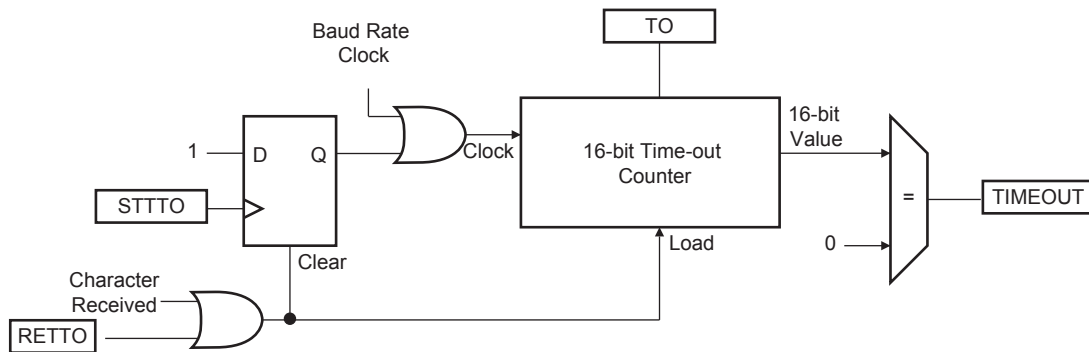 TO
Baud Rate
Clock
16-bit
Value
1
D
Q
Clock
16-bit Time-out
Counter
STTTO
=
TIMEOUT
Clear
Load
0
Character
Received
RETTO